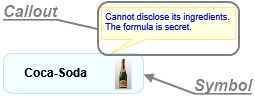 Callout
Cannot disclose its ingredients.
The formula is secret.
Coca-Soda
Symbol